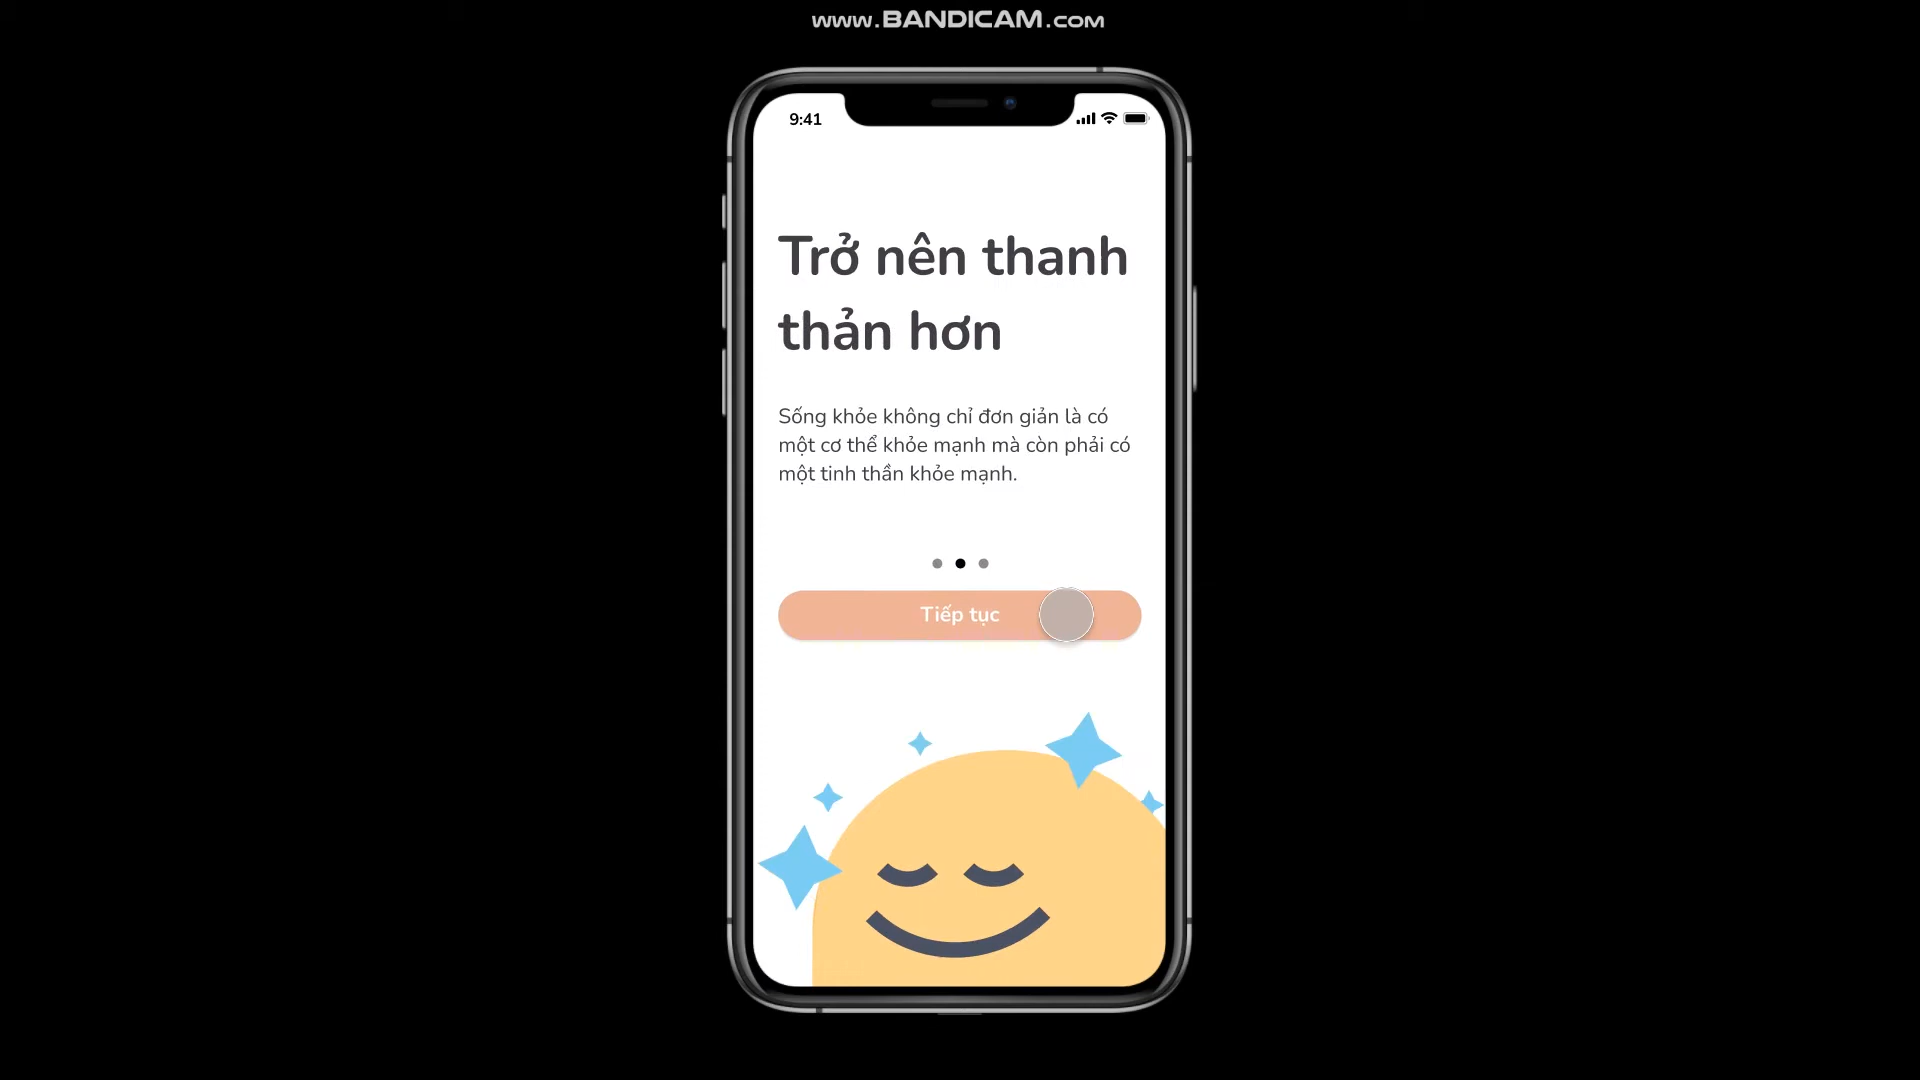 www.BANDICAM.com
9:41
Trở nên thanh
thản hơn
Sống khỏe không chỉ đơn giản là có
một cơ thể khỏe mạnh mà còn phải có
một tinh thần khỏe mạnh.
Tiếp tục